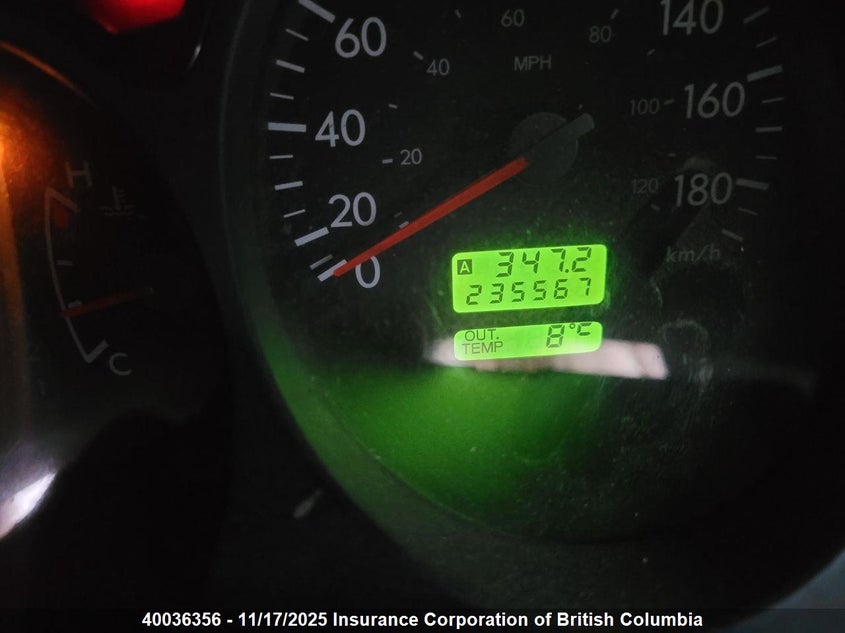 60
80
140
60
40
MPH
100
160
40
20
H
120
180
20
km/h
0
A 347.2
235567
OUT. TEMP 8°C
C
40036356 - 11/17/2025 Insurance Corporation of British Columbia